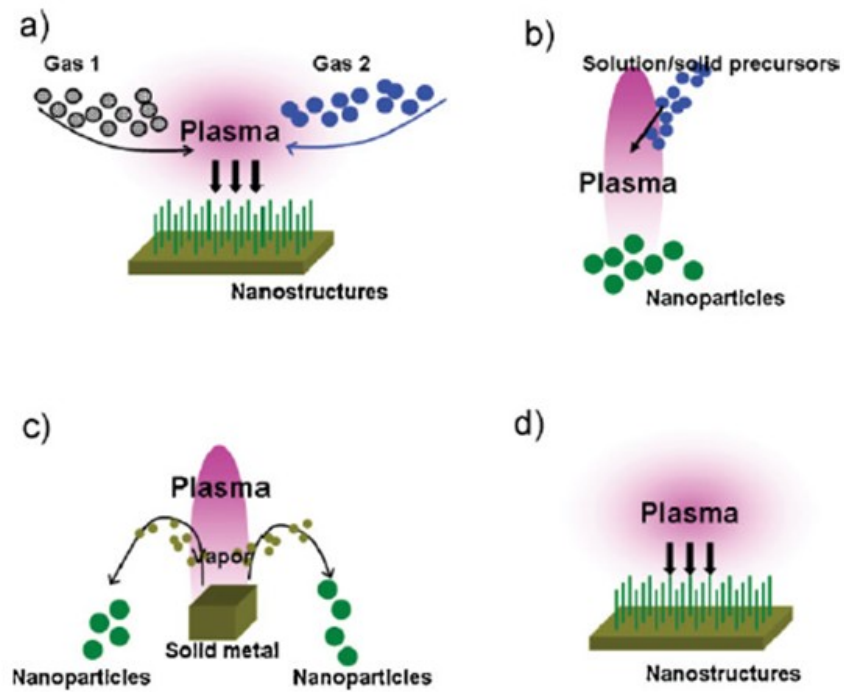 a)
Gas 1
Gas 2
Plasma
Nanostructures
b)
Solution/solid precursors
Plasma
Nanoparticles
c)
Plasma
Vapor
Solid metal
Nanoparticles
Nanoparticles
d)
Plasma
Nanostructures